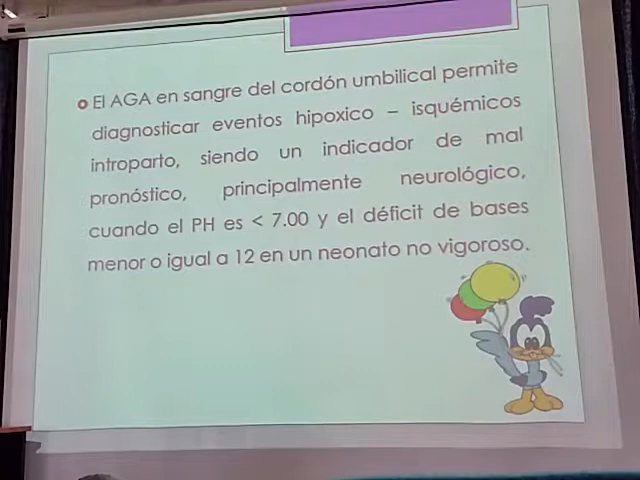 El AGA en sangre del cordón umbilical permite
diagnosticar eventos hipoxico – isquémicos
introparto, siendo un indicador de mal
pronóstico, principalmente neurológico,
cuando el PH es < 7.00 y el déficit de bases
menor o igual a 12 en un neonato no vigoroso.